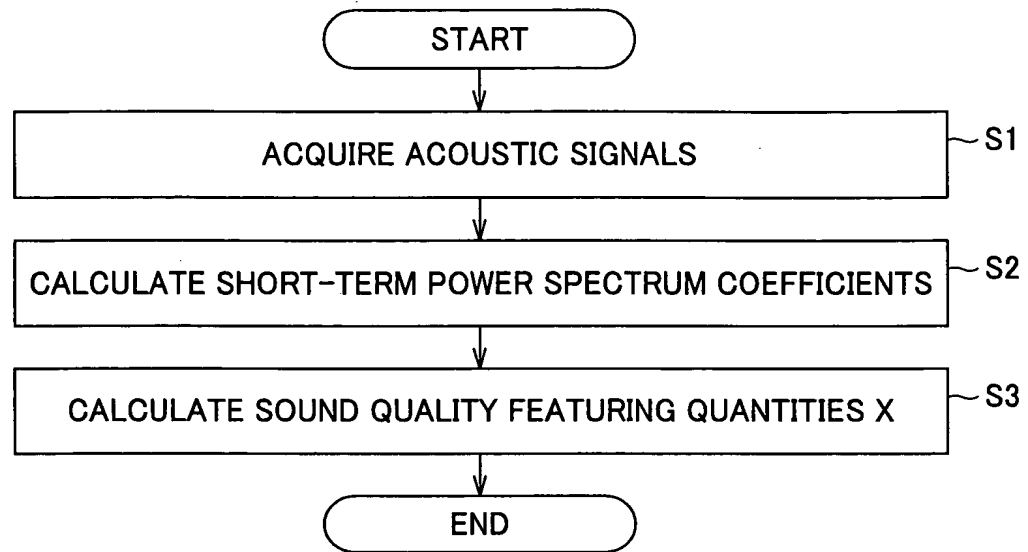 START
ACQUIRE ACOUSTIC SIGNALS
S1
CALCULATE SHORT-TERM POWER SPECTRUM COEFFICIENTS
S2
CALCULATE SOUND QUALITY FEATURING QUANTITIES X
S3
END